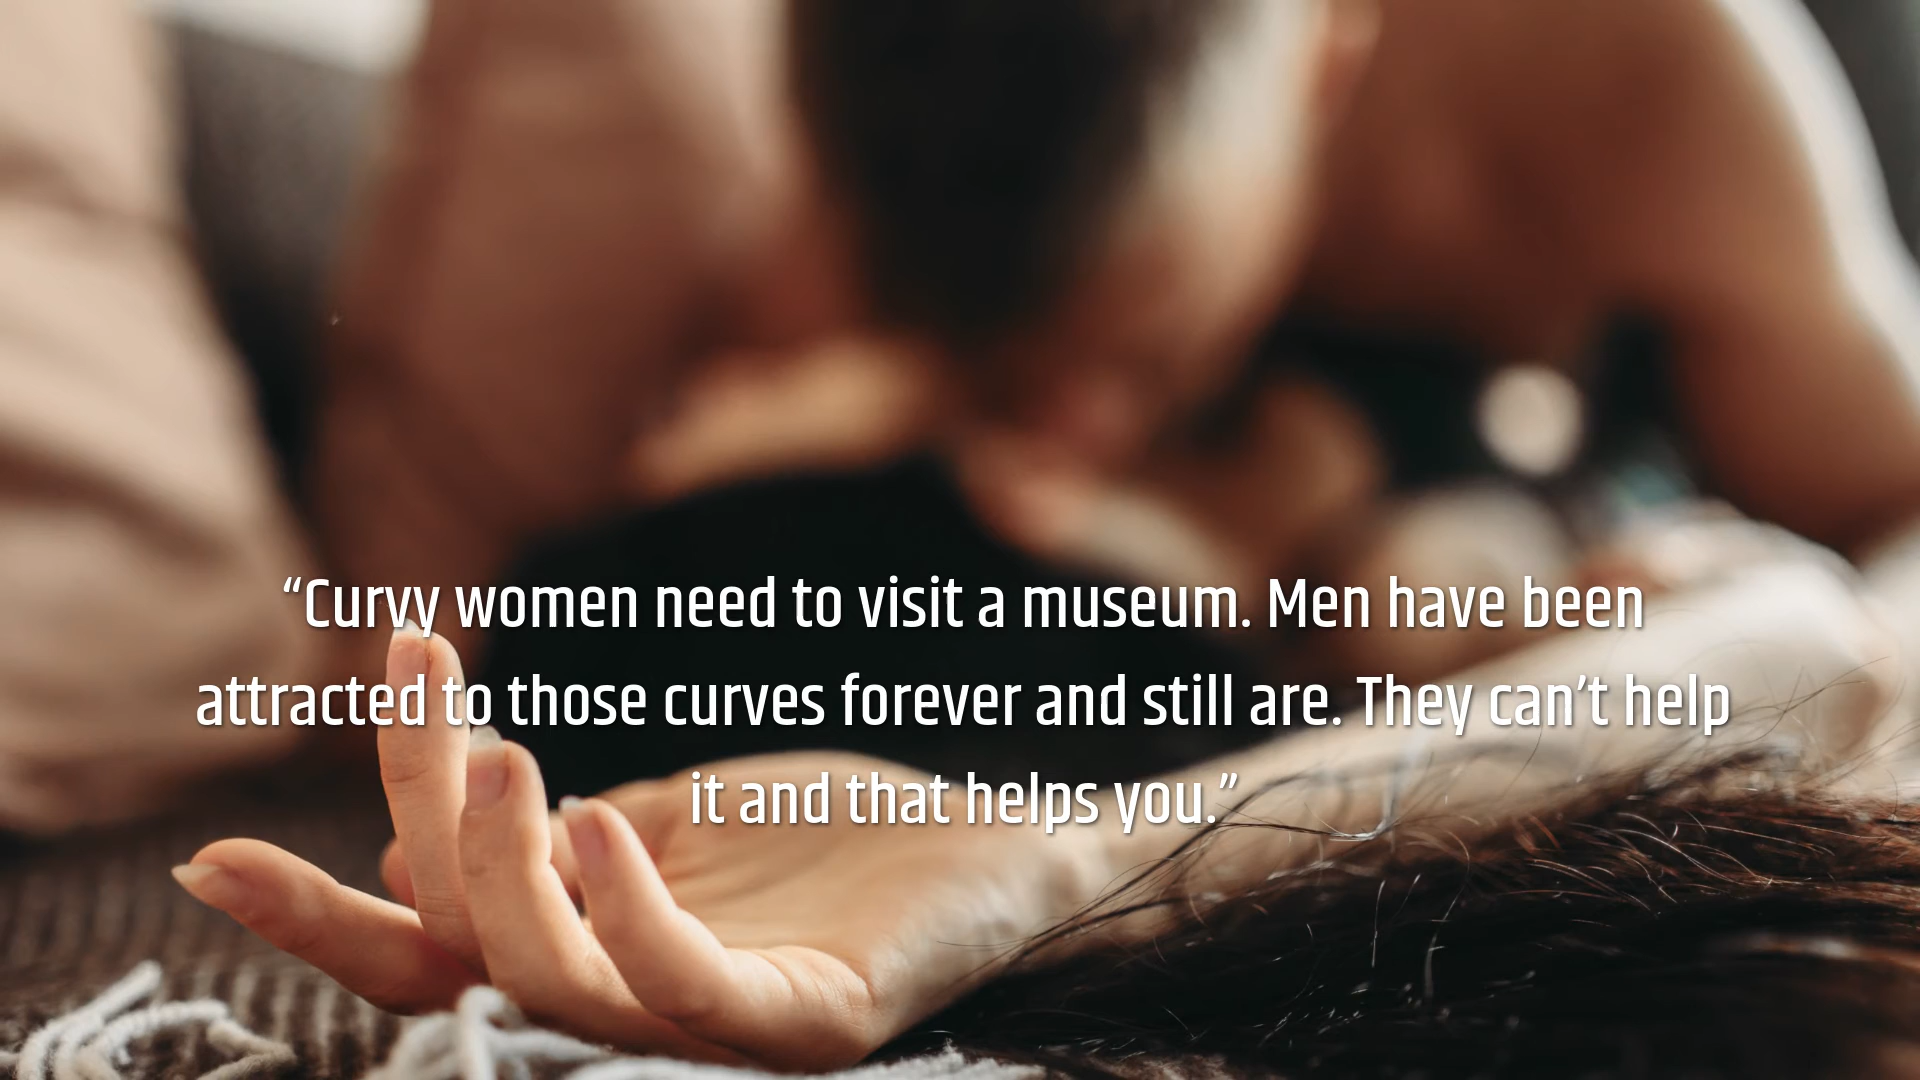 “Curvy women need to visit a museum. Men have been
attracted to those curves forever and still are. They can’t help
it and that helps you.”